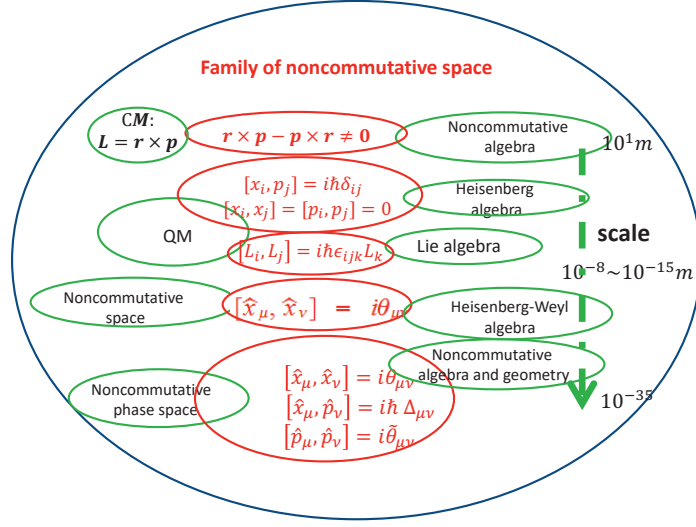 Family of noncommutative space
CM:
L = r × p
r × p − p × r ≠ 0
Noncommutative
algebra
10^1 m
[x_i, p_j] = iħδ_ij
[x_i, x_j] = [p_i, p_j] = 0
Heisenberg
algebra
QM
[L_i, L_j] = iħϵ_ijk L_k
Lie algebra
scale
10^−8~10^−15 m
Noncommutative
space
[x̂_μ, x̂_ν] = iθ_μν
Heisenberg-Weyl
algebra
Noncommutative
algebra and geometry
Noncommutative
phase space
[x̂_μ, x̂_ν] = iθ_μν
[x̂_μ, p̂_ν] = iħ Δ_μν
[p̂_μ, p̂_ν] = iθ̃_μν
10^−35